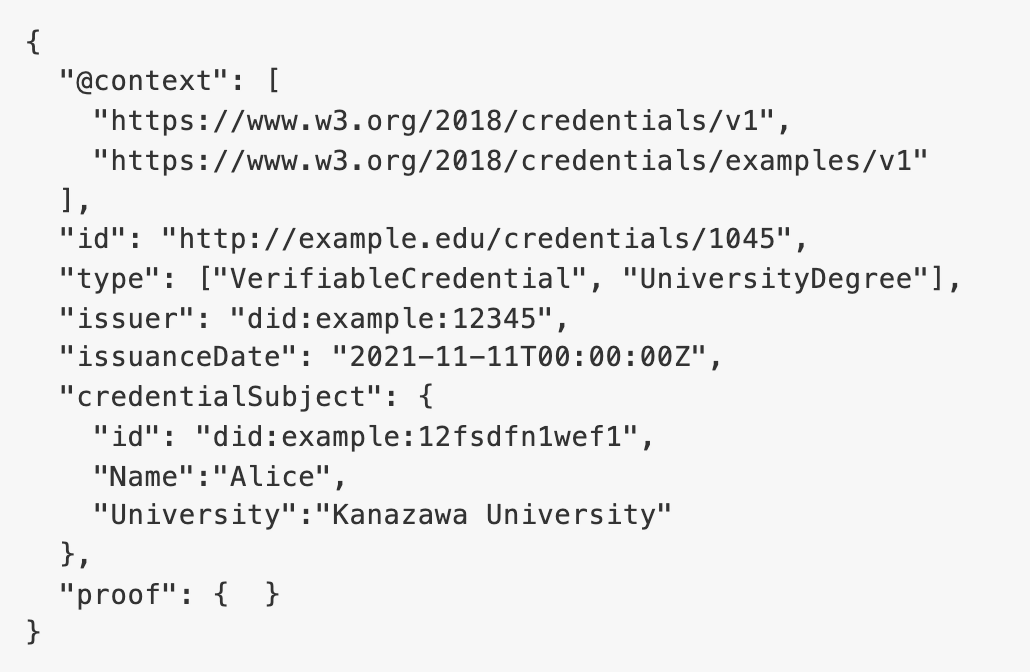 {
  "@context": [
    "https://www.w3.org/2018/credentials/v1",
    "https://www.w3.org/2018/credentials/examples/v1"
  ],
  "id": "http://example.edu/credentials/1045",
  "type": ["VerifiableCredential", "UniversityDegree"],
  "issuer": "did:example:12345",
  "issuanceDate": "2021-11-11T00:00:00Z",
  "credentialSubject": {
    "id": "did:example:12fsdfn1wef1",
    "Name":"Alice",
    "University":"Kanazawa University"
  },
  "proof": {  }
}